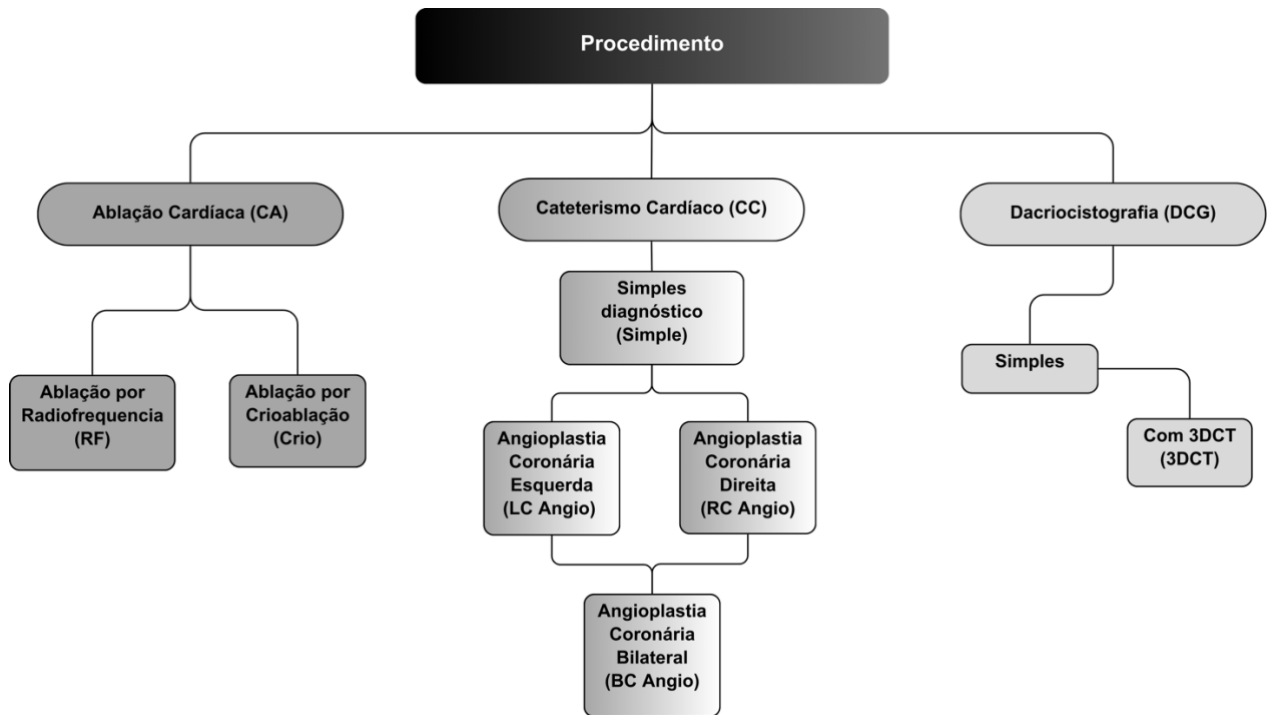 Procedimento
Ablação Cardíaca (CA)
Cateterismo Cardíaco (CC)
Dacriocistografia (DCG)
Simples
diagnóstico
(Simple)
Simples
Ablação por
Radiofrequencia
(RF)
Ablação por
Crioablação
(Crio)
Angioplastia
Coronária
Esquerda
(LC Angio)
Angioplastia
Coronária
Direita
(RC Angio)
Com 3DCT
(3DCT)
Angioplastia
Coronária
Bilateral
(BC Angio)